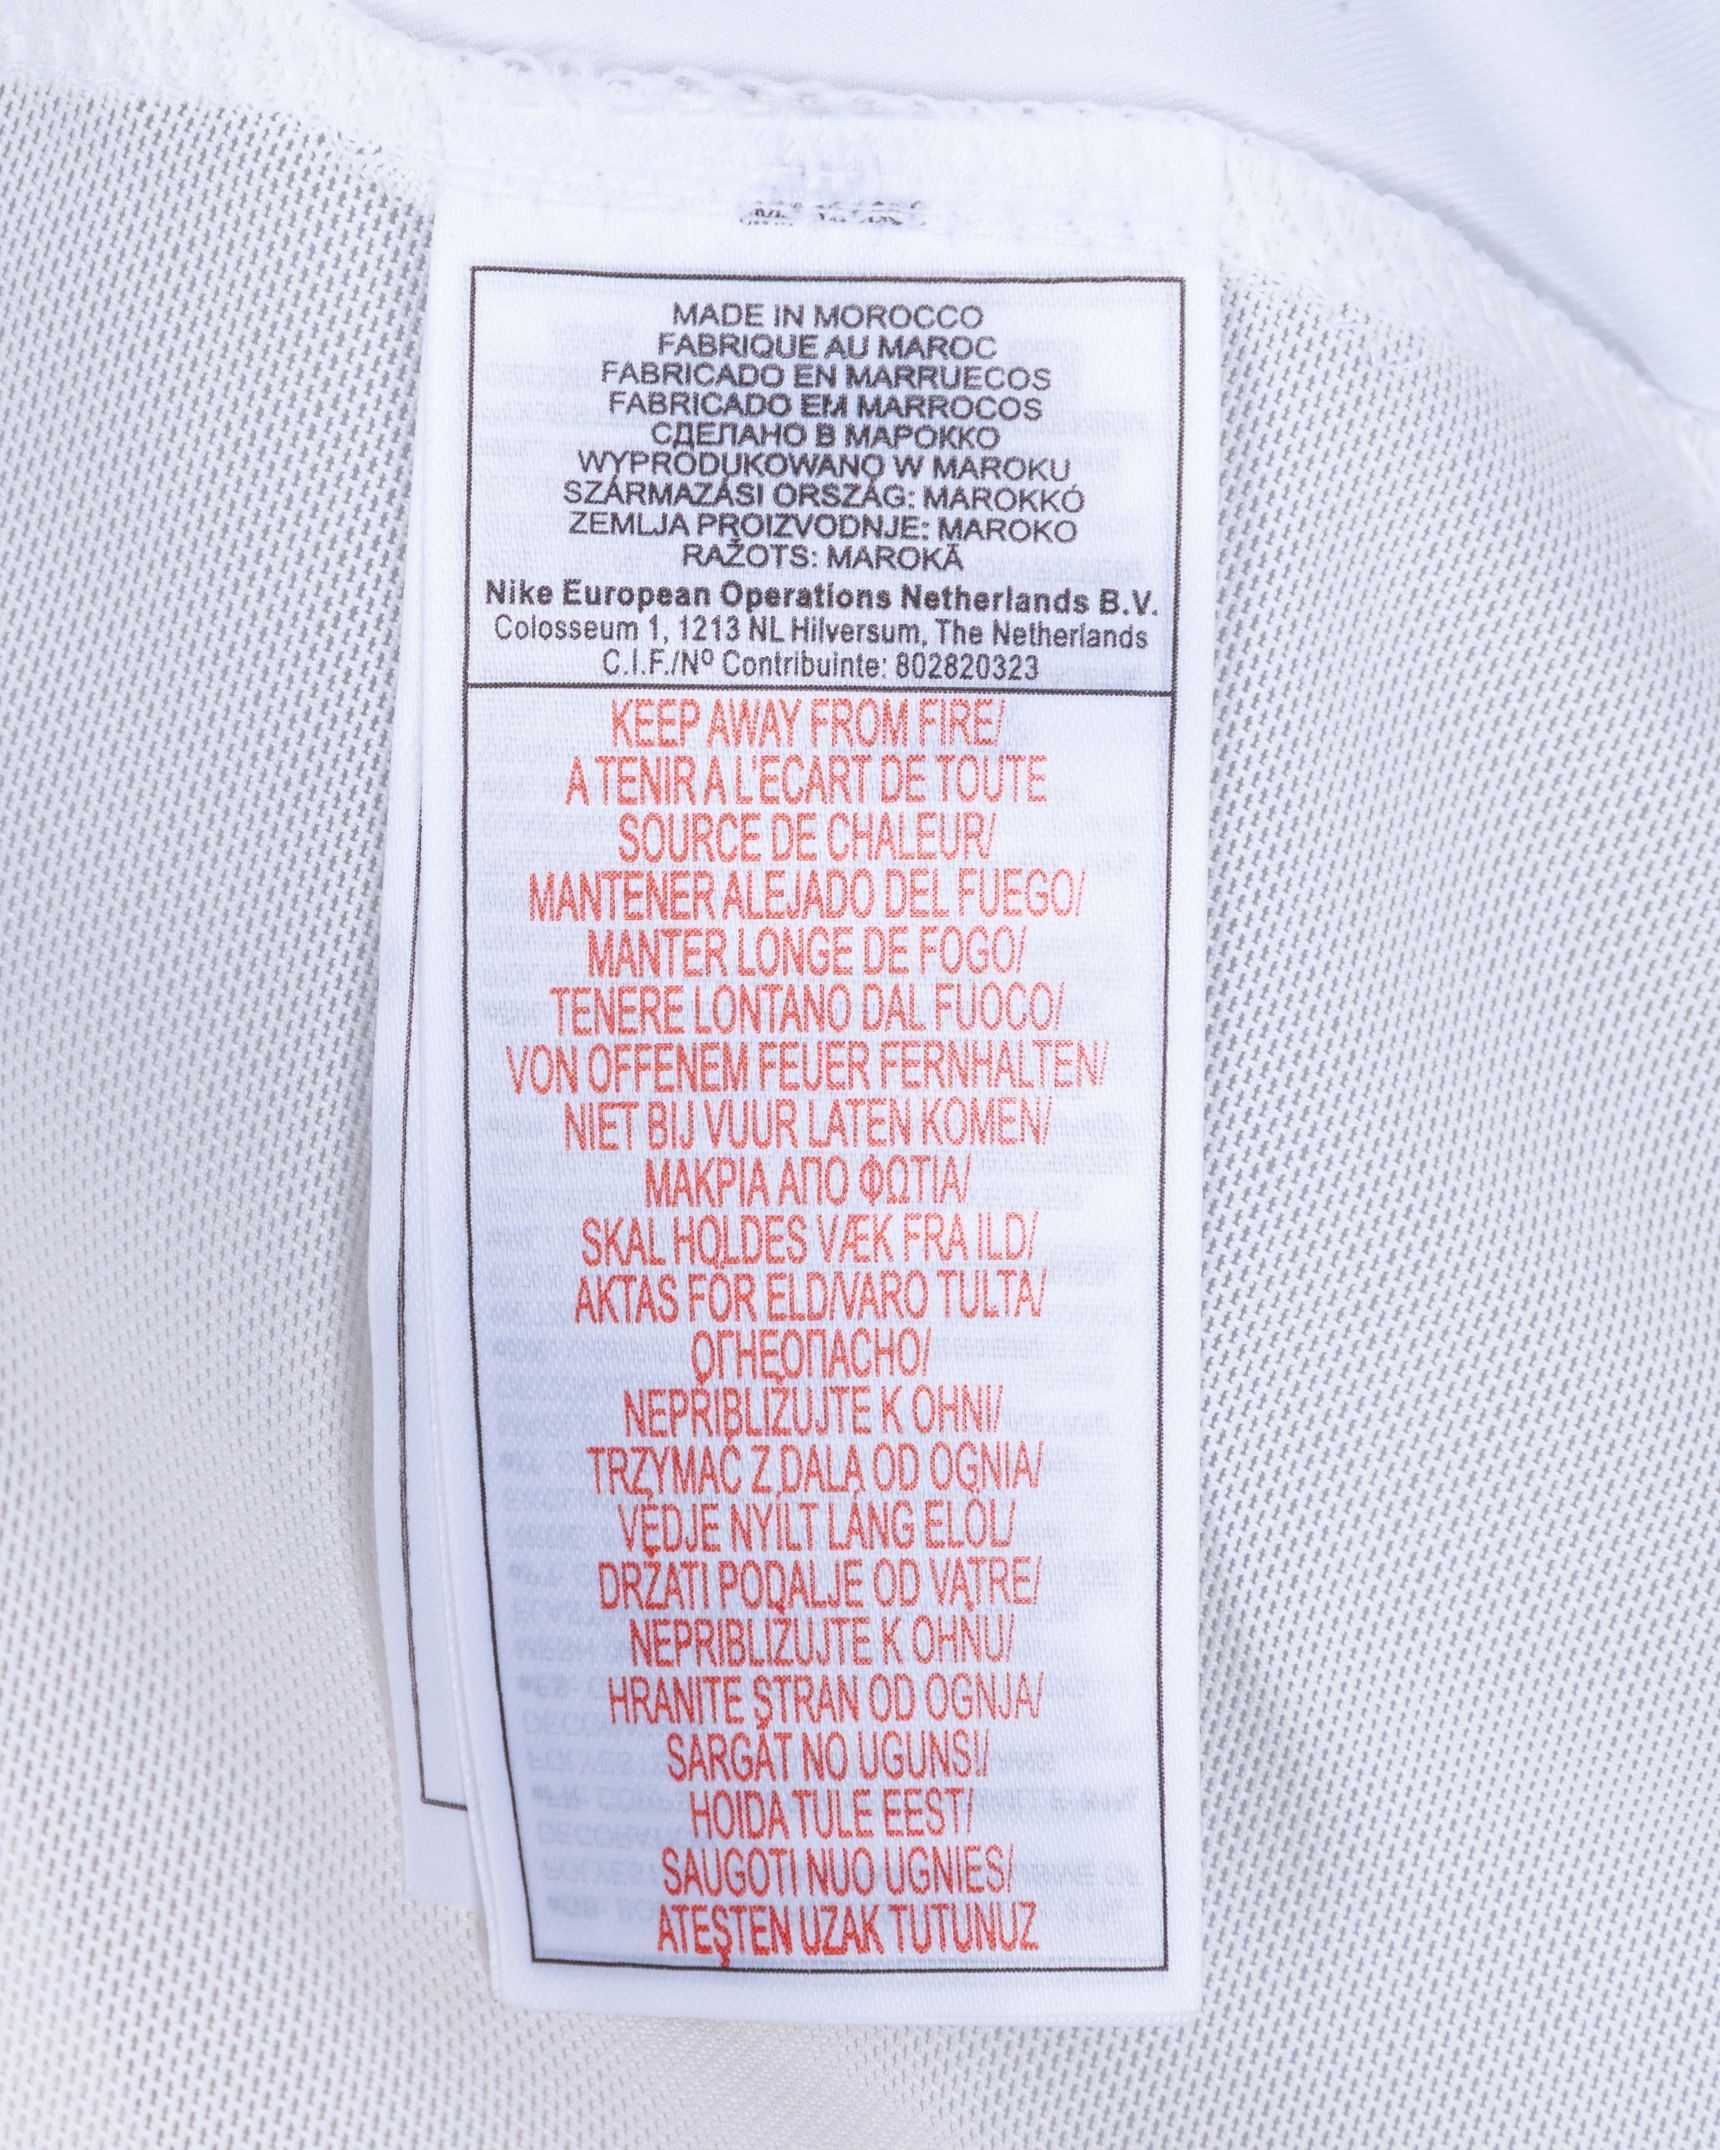 MADE IN MOROCCO
FABRIQUE AU MAROC
FABRICADO EN MARRUECOS
FABRICADO EM MARROCOS
СДЕЛАНО В МАРОККО
WYPRODUKOWANO W MAROKU
SZÁRMAZÁSI ORSZÁG: MAROKKÓ
ZEMLJA PROIZVODNJE: MAROKO
RAŽOTS: MAROKĀ
Nike European Operations Netherlands B.V.
Colosseum 1, 1213 NL Hilversum, The Netherlands
C.I.F./Nº Contribuinte: 802820323
KEEP AWAY FROM FIRE/
A TENIR A L'ECART DE TOUTE
SOURCE DE CHALEUR/
MANTENER ALEJADO DEL FUEGO/
MANTER LONGE DE FOGO/
TENERE LONTANO DAL FUOCO/
VON OFFENEM FEUER FERNHALTEN/
NIET BIJ VUUR LATEN KOMEN/
ΜΑΚΡΙΑ ΑΠΟ ΦΩΤΙΑ/
SKAL HOLDES VÆK FRA ILD/
AKTAS FÖR ELD/VARO TULTA/
ОГНЕОПАСНО/
NEPŘIBLIŽUJTE K OHNI/
TRZYMAĆ Z DALA OD OGNIA/
VÉDJE NYÍLT LÁNG ELÖL/
DRŽATI PODALJE OD VATRE/
NEPRIBLIŽUJTE K OHŇU/
HRANITE STRAN OD OGNJA/
SARGĀT NO UGUNS!/
HOIDA TULE EEST/
SAUGOTI NUO UGNIES/
ATEŞTEN UZAK TUTUNUZ